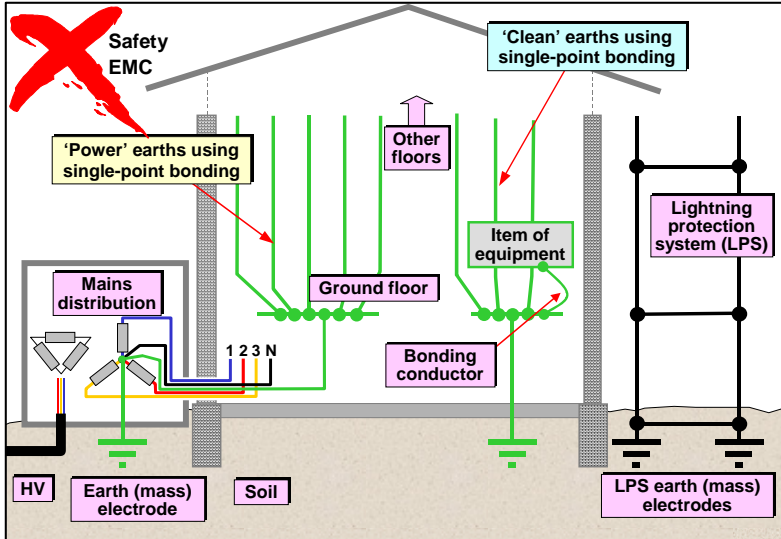 Safety
EMC
'Clean' earths using
single-point bonding
'Power' earths using
single-point bonding
Other
floors
Lightning
protection
system (LPS)
Item of
equipment
Mains
distribution
Ground floor
1 2 3 N
Bonding
conductor
HV
Earth (mass)
electrode
Soil
LPS earth (mass)
electrodes